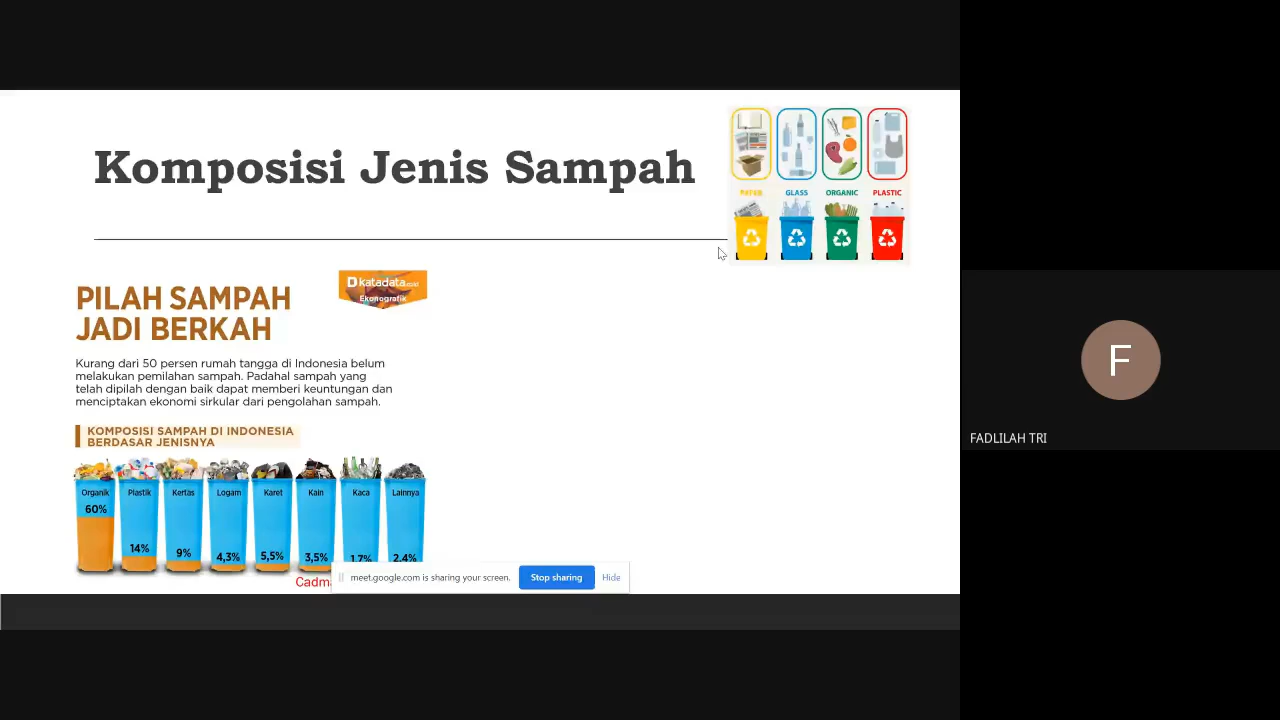 Komposisi Jenis Sampah
PAPER GLASS ORGANIC PLASTIC
PILAH SAMPAH
JADI BERKAH
Dkatadata.co.id
Ekonografik
Kurang dari 50 persen rumah tangga di Indonesia belum
melakukan pemilahan sampah. Padahal sampah yang
telah dipilah dengan baik dapat memberi keuntungan dan
menciptakan ekonomi sirkular dari pengolahan sampah.
KOMPOSISI SAMPAH DI INDONESIA
BERDASAR JENISNYA
Organik Plastik Kertas Logam Karet Kain Kaca Lainnya
60% 14% 9% 4,3% 5,5% 3,5% 1,7% 2.4%
meet.google.com is sharing your screen. Stop sharing Hide
F
FADLILAH TRI